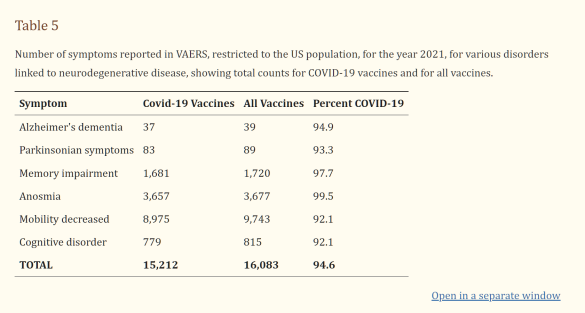 Table 5
Number of symptoms reported in VAERS, restricted to the US population, for the year 2021, for various disorders
linked to neurodegenerative disease, showing total counts for COVID-19 vaccines and for all vaccines.
Symptom Covid-19 Vaccines All Vaccines Percent COVID-19
Alzheimer's dementia 37 39 94.9
Parkinsonian symptoms 83 89 93.3
Memory impairment 1,681 1,720 97.7
Anosmia 3,657 3,677 99.5
Mobility decreased 8,975 9,743 92.1
Cognitive disorder 779 815 92.1
TOTAL 15,212 16,083 94.6
Open in a separate window